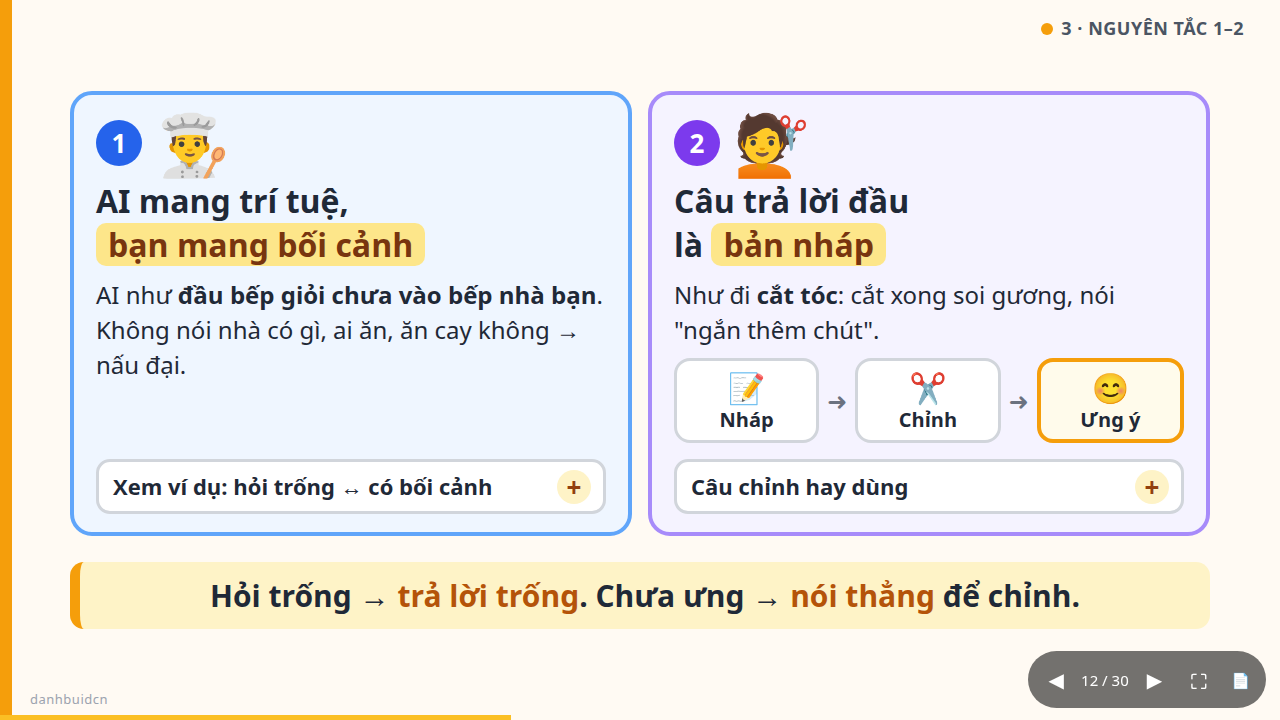 3 · NGUYÊN TẮC 1–2
1
AI mang trí tuệ,
bạn mang bối cảnh
AI như đầu bếp giỏi chưa vào bếp nhà bạn.
Không nói nhà có gì, ai ăn, ăn cay không →
nấu đại.
Xem ví dụ: hỏi trống ↔ có bối cảnh
+
2
Câu trả lời đầu
là bản nháp
Như đi cắt tóc: cắt xong soi gương, nói
"ngắn thêm chút".
Nháp ➜ Chỉnh ➜ Ưng ý
Câu chỉnh hay dùng
+
Hỏi trống → trả lời trống. Chưa ưng → nói thẳng để chỉnh.
danhbuidcn
◀ 12 / 30 ▶